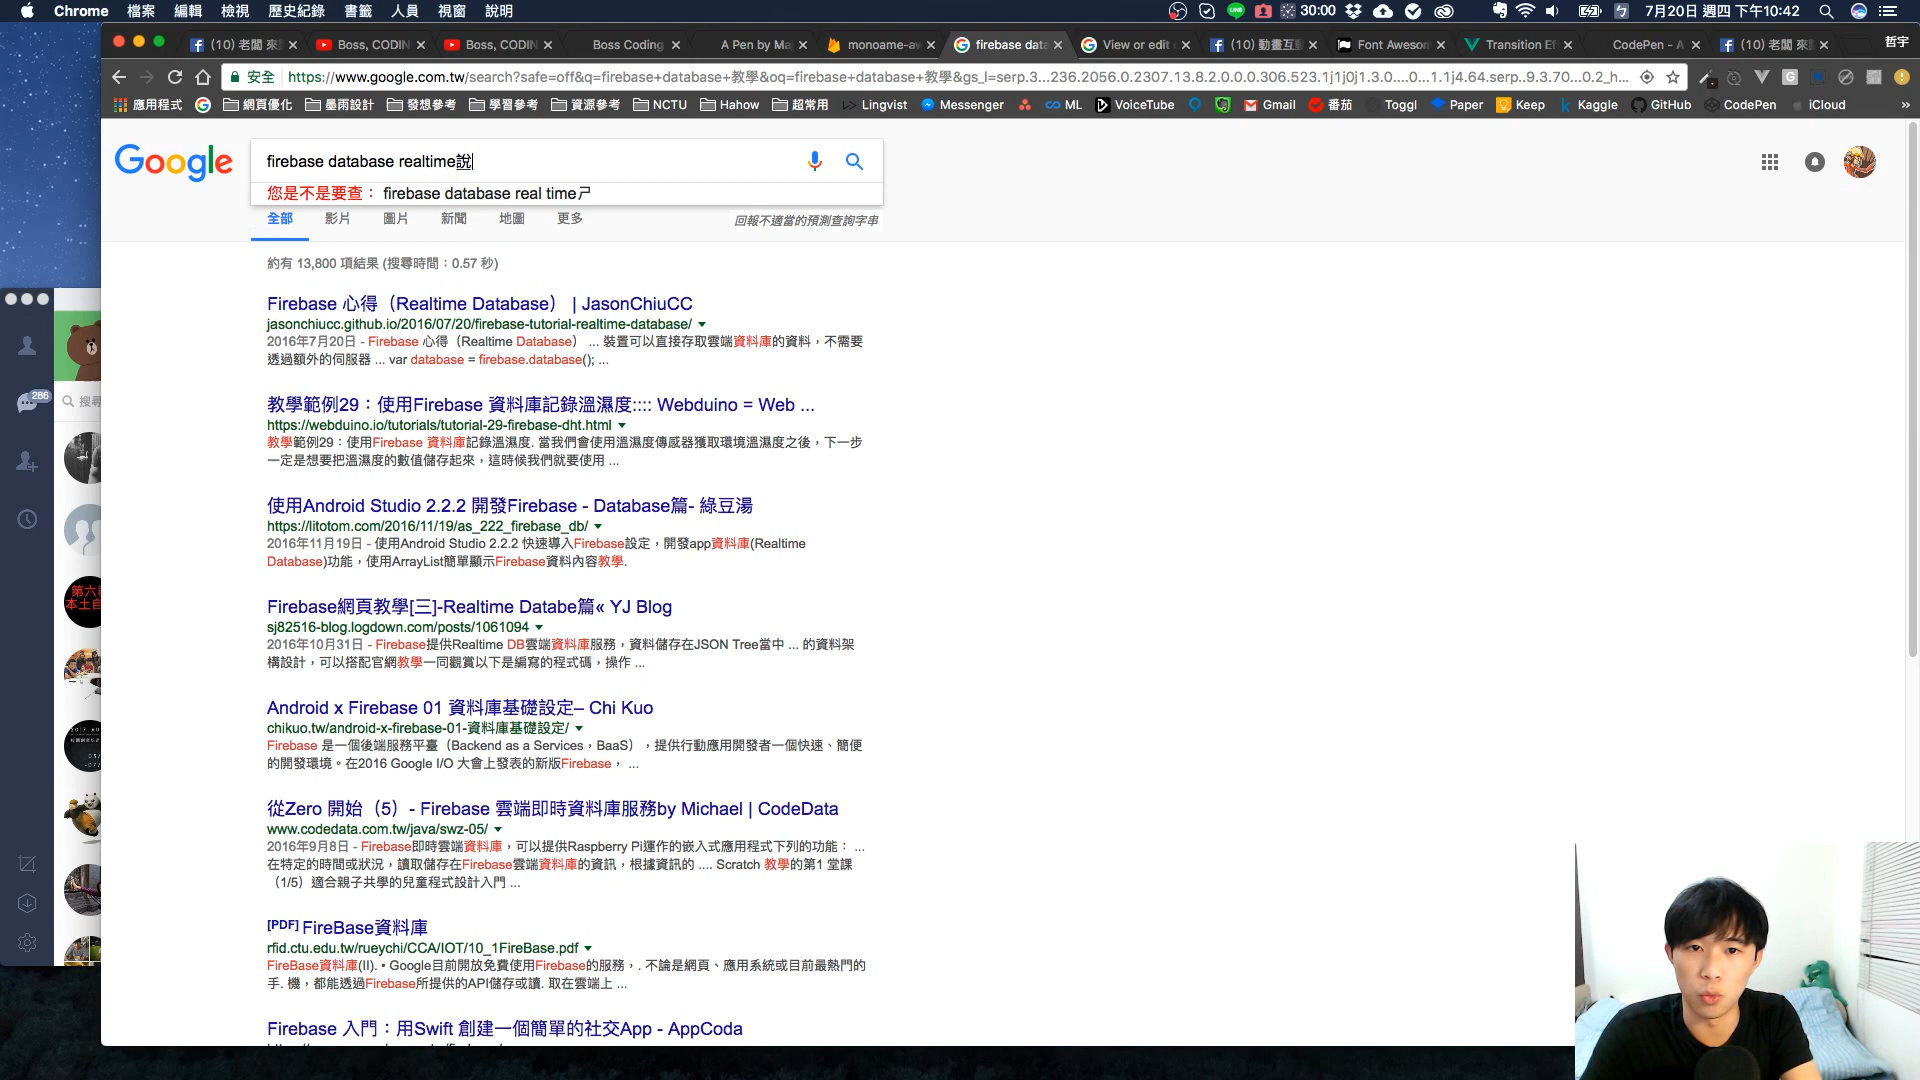 Chrome 檔案 編輯 檢視 歷史紀錄 書籤 人員 視窗 說明 30:00 7月20日 週四 下午10:42
(10) 老闆 來 Boss, CODIN Boss, CODIN Boss Coding A Pen by Ma monoame-av firebase data View or edit (10) 動畫互動 Font Awesom Transition Ef CodePen - A (10) 老闆 來 哲宇
安全 https://www.google.com.tw/search?safe=off&q=firebase+database+教學&oq=firebase+database+教學&gs_l=serp.3...236.2056.0.2307.13.8.2.0.0.0.306.523.1j1j0j1.3.0....0...1.1j4.64.serp..9.3.70...0.2_h...
應用程式 網頁優化 墨雨設計 發想參考 學習參考 資源參考 NCTU Hahow 超常用 Lingvist Messenger ML VoiceTube Gmail 番茄 Toggl Paper Keep Kaggle GitHub CodePen iCloud »
Google
firebase database realtime說
您是不是要查： firebase database real timeㄕ
全部 影片 圖片 新聞 地圖 更多
回報不適當的預測查詢字串
約有 13,800 項結果 (搜尋時間：0.57 秒)
Firebase 心得（Realtime Database） | JasonChiuCC
jasonchiucc.github.io/2016/07/20/firebase-tutorial-realtime-database/
2016年7月20日 - Firebase 心得（Realtime Database） ... 裝置可以直接存取雲端資料庫的資料，不需要
透過額外的伺服器 ... var database = firebase.database(); ...
教學範例29：使用Firebase 資料庫記錄溫濕度:::: Webduino = Web ...
https://webduino.io/tutorials/tutorial-29-firebase-dht.html
教學範例29：使用Firebase 資料庫記錄溫濕度. 當我們會使用溫濕度傳感器獲取環境溫濕度之後，下一步
一定是想要把溫濕度的數值儲存起來，這時候我們就要使用 ...
使用Android Studio 2.2.2 開發Firebase - Database篇- 綠豆湯
https://litotom.com/2016/11/19/as_222_firebase_db/
2016年11月19日 - 使用Android Studio 2.2.2 快速導入Firebase設定，開發app資料庫(Realtime
Database)功能，使用ArrayList簡單顯示Firebase資料內容教學.
Firebase網頁教學[三]-Realtime Databe篇« YJ Blog
sj82516-blog.logdown.com/posts/1061094
2016年10月31日 - Firebase提供Realtime DB雲端資料庫服務，資料儲存在JSON Tree當中 ... 的資料架
構設計，可以搭配官網教學一同觀賞以下是編寫的程式碼，操作 ...
Android x Firebase 01 資料庫基礎設定– Chi Kuo
chikuo.tw/android-x-firebase-01-資料庫基礎設定/
Firebase 是一個後端服務平臺（Backend as a Services，BaaS），提供行動應用開發者一個快速、簡便
的開發環境。在2016 Google I/O 大會上發表的新版Firebase， ...
從Zero 開始（5）- Firebase 雲端即時資料庫服務by Michael | CodeData
www.codedata.com.tw/java/swz-05/
2016年9月8日 - Firebase即時雲端資料庫，可以提供Raspberry Pi運作的嵌入式應用程式下列的功能： ...
在特定的時間或狀況，讀取儲存在Firebase雲端資料庫的資訊，根據資訊的 .... Scratch 教學的第1 堂課
（1/5）適合親子共學的兒童程式設計入門 ...
[PDF] FireBase資料庫
rfid.ctu.edu.tw/rueychi/CCA/IOT/10_1FireBase.pdf
FireBase資料庫(II). • Google目前開放免費使用Firebase的服務，. 不論是網頁、應用系統或目前最熱門的
手. 機，都能透過Firebase所提供的API儲存或讀. 取在雲端上 ...
Firebase 入門：用Swift 創建一個簡單的社交App - AppCoda
286
搜尋
第六
本土自